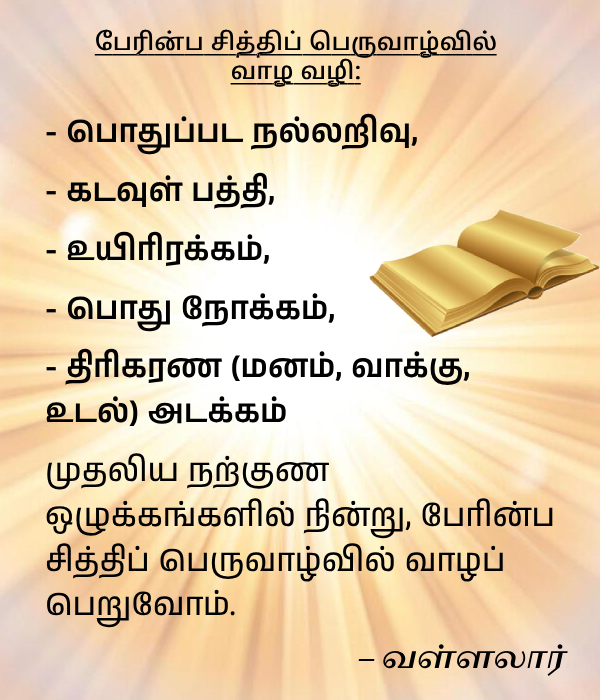 பேரின்ப சித்திப் பெருவாழ்வில்
வாழ வழி:
- பொதுப்பட நல்லறிவு,
- கடவுள் பத்தி,
- உயிரிரக்கம்,
- பொது நோக்கம்,
- திரிகரண (மனம், வாக்கு,
உடல்) அடக்கம்
முதலிய நற்குண
ஒழுக்கங்களில் நின்று, பேரின்ப
சித்திப் பெருவாழ்வில் வாழப்
பெறுவோம்.
– வள்ளலார்